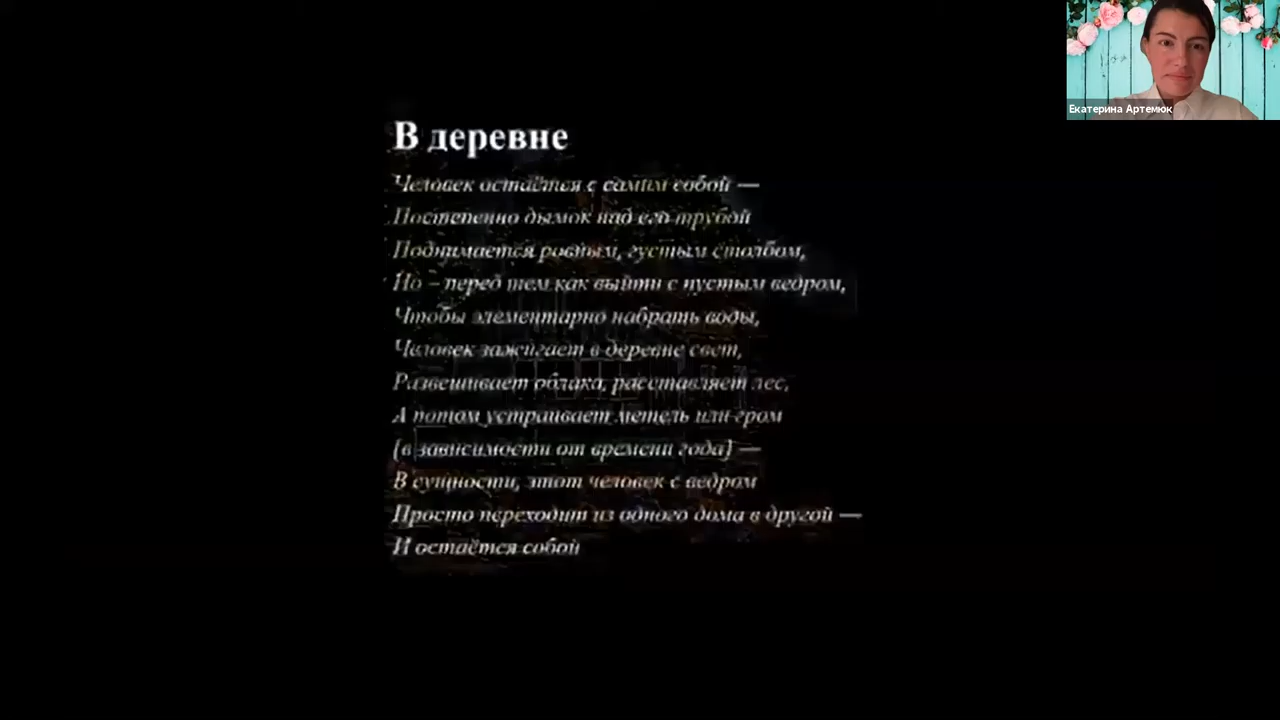 Екатерина Артемюк
В деревне
Человек остаётся с самим собой —
Постепенно дымок над его трубой
Поднимается ровным, густым столбом,
Но – перед тем как выйти с пустым ведром,
Чтобы элементарно набрать воды,
Человек зажигает в деревне свет,
Развешивает облака, расставляет лес,
А потом устраивает метель или гром
[в зависимости от времени года] —
В сущности, этот человек с ведром
Просто переходит из одного дома в другой —
И остаётся собой